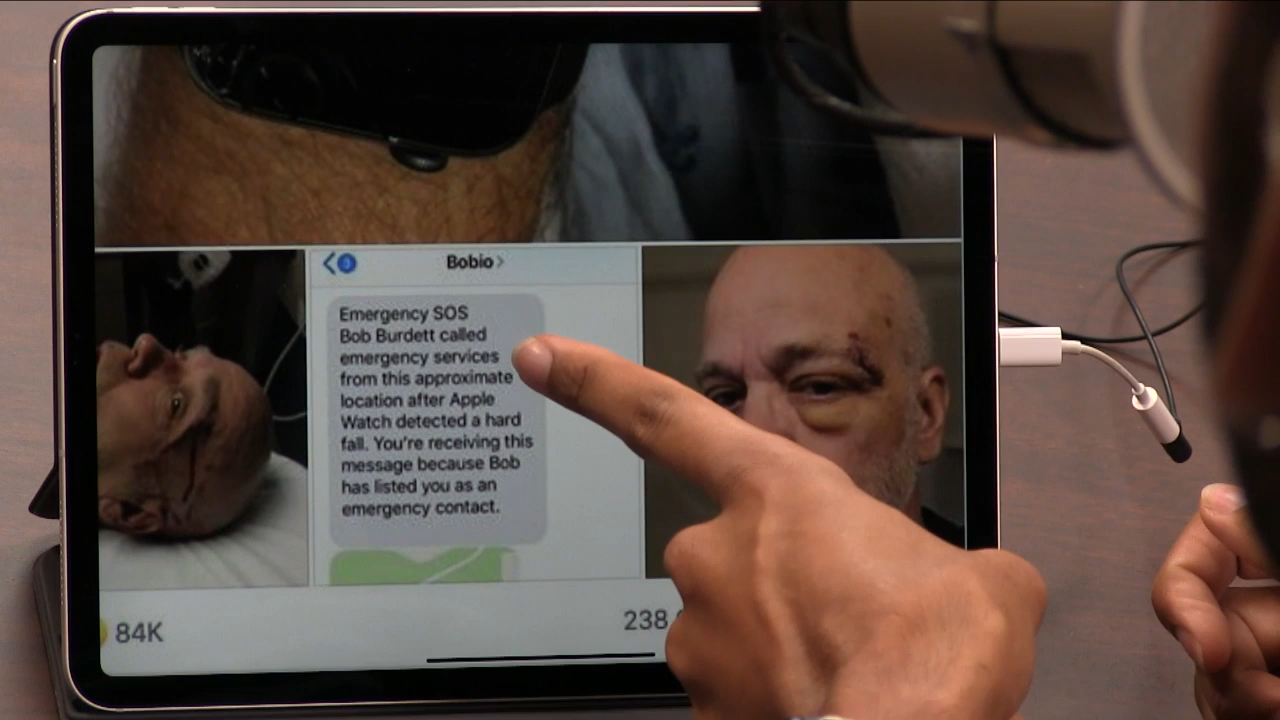 Bobio
Emergency SOS
Bob Burdett called
emergency services
from this approximate
location after Apple
Watch detected a hard
fall. You're receiving this
message because Bob
has listed you as an
emergency contact.
84K
238